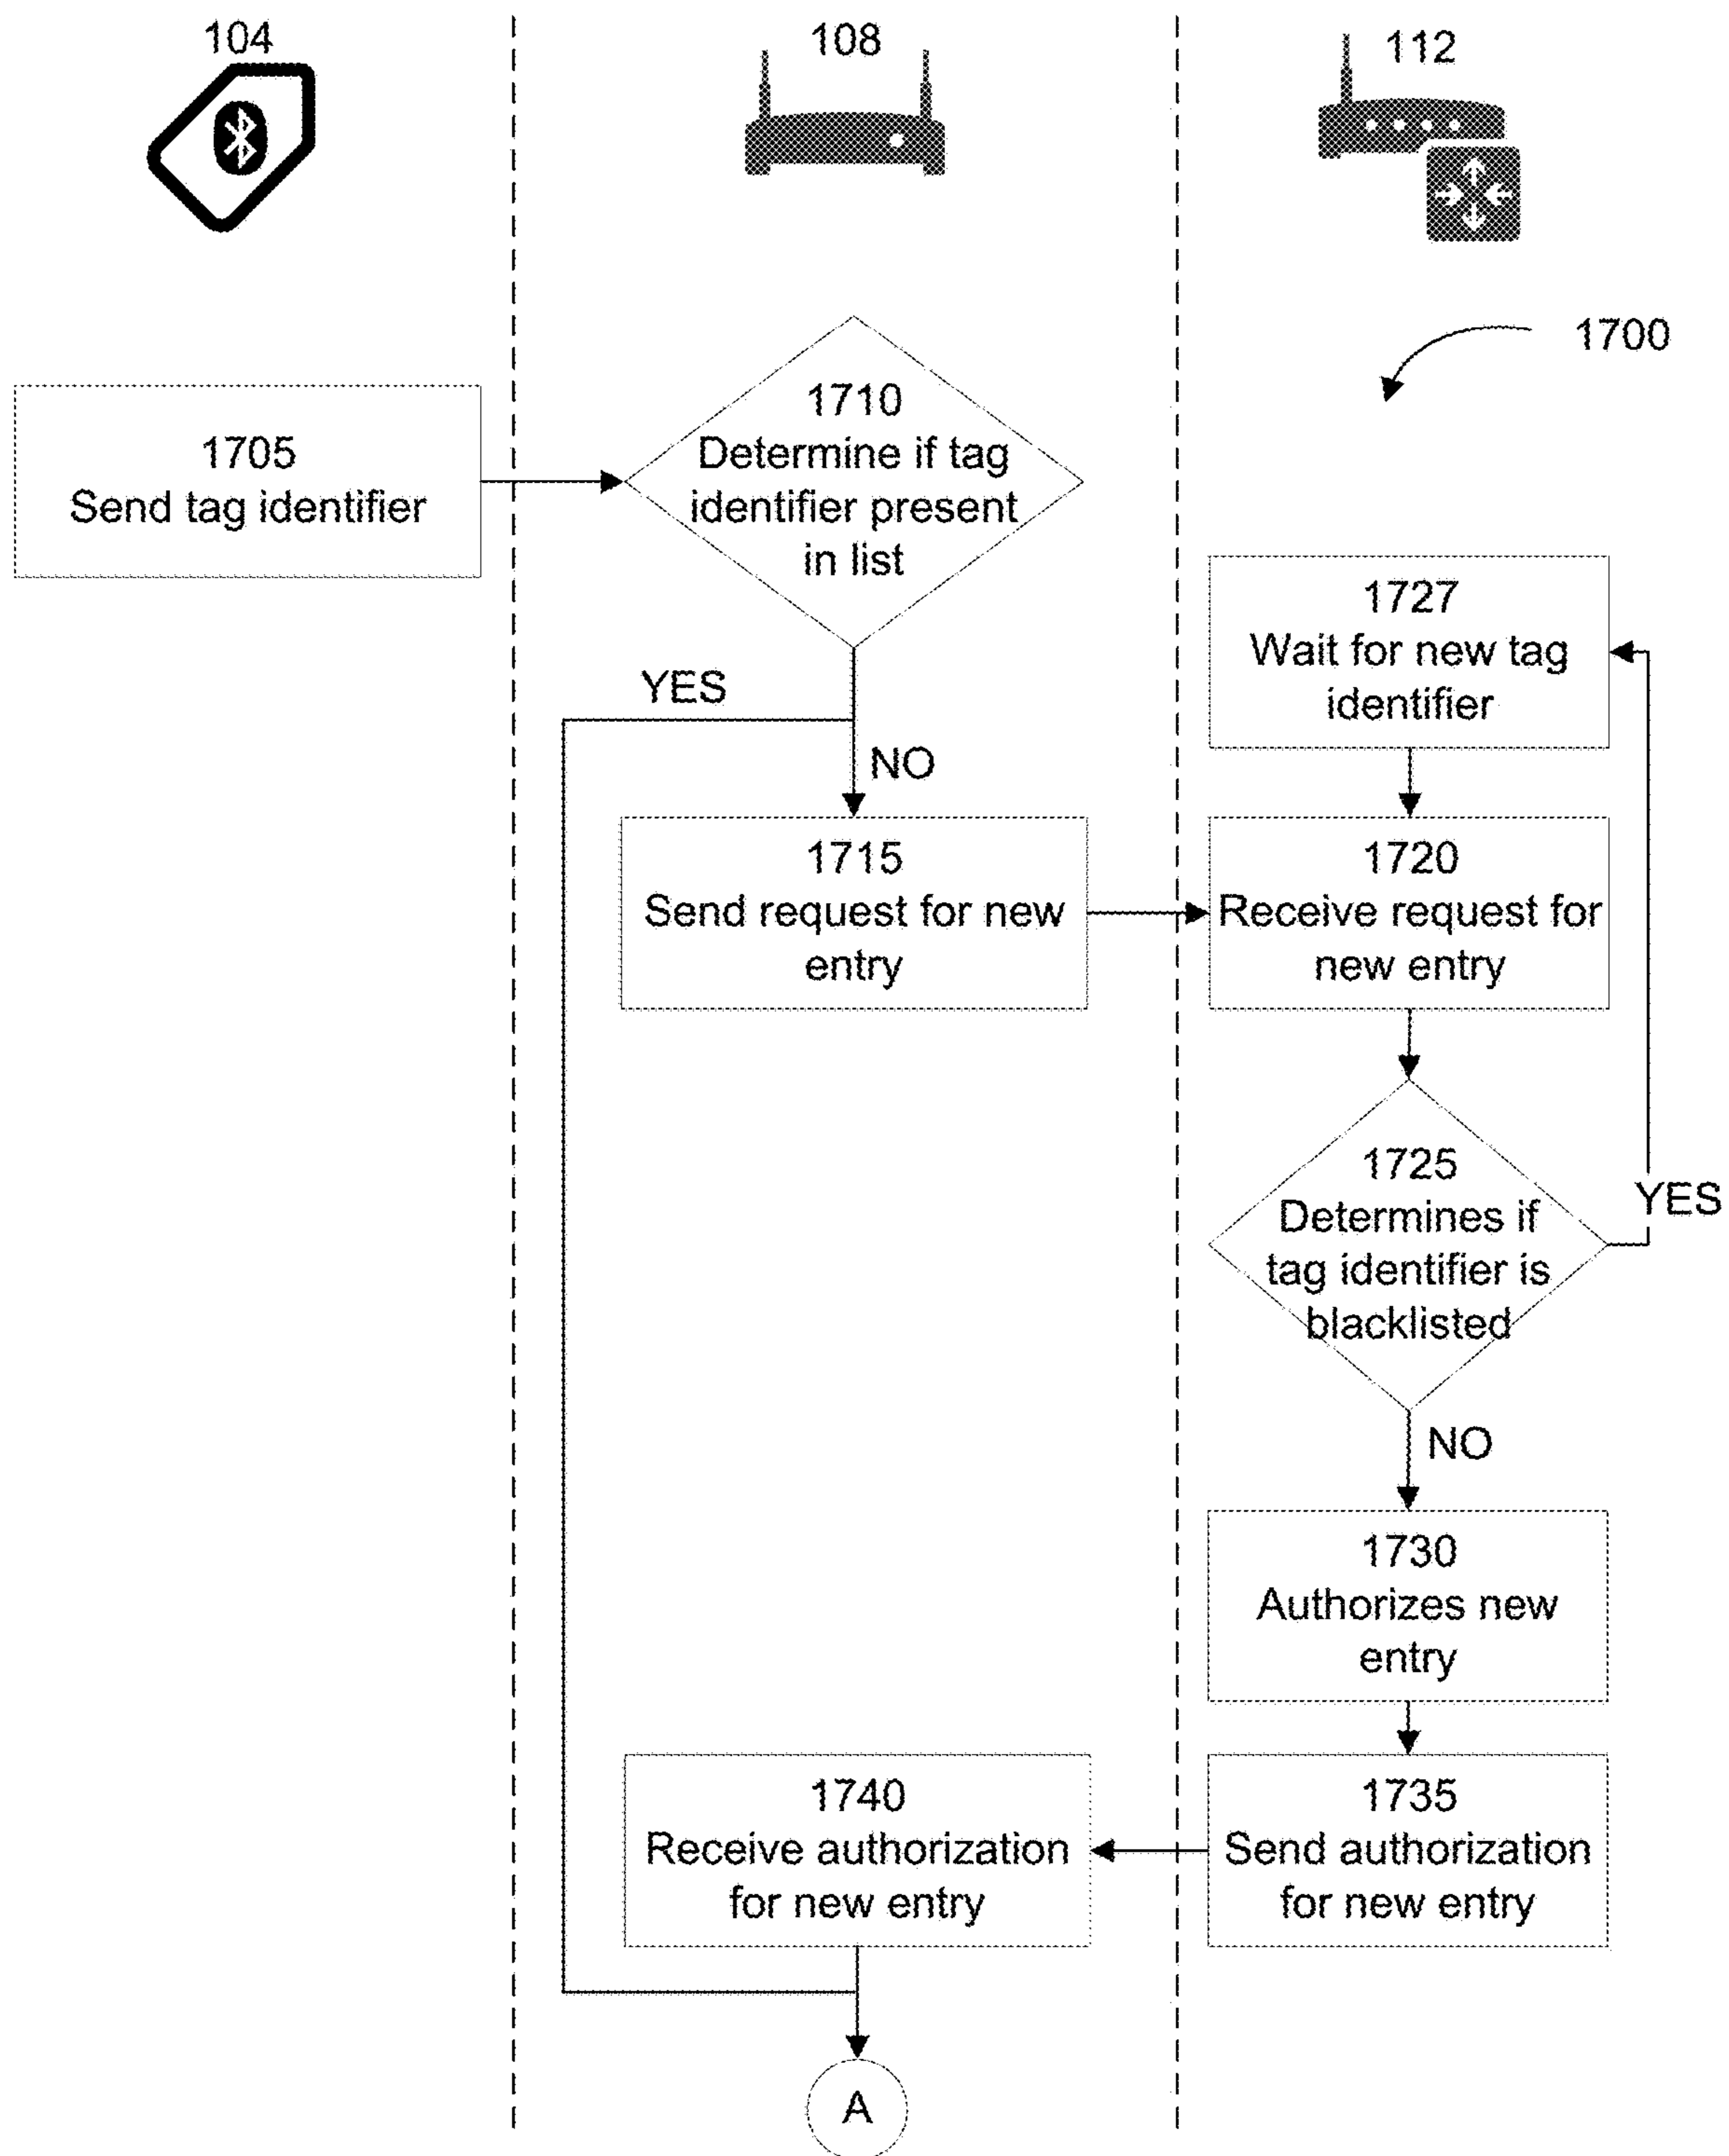 104
108
112
1700
1705
Send tag identifier
1710
Determine if tag
identifier present
in list
YES
NO
1727
Wait for new tag
identifier
1715
Send request for new
entry
1720
Receive request for
new entry
1725
Determines if
tag identifier is
blacklisted
YES
NO
1730
Authorizes new
entry
1740
Receive authorization
for new entry
1735
Send authorization
for new entry
A